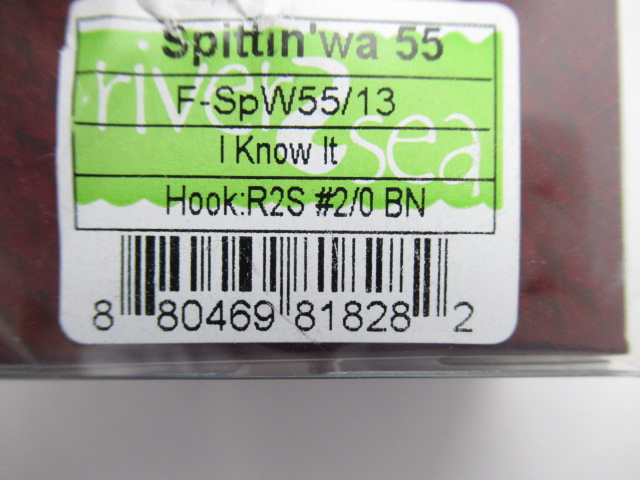 Spittin'wa 55
river2sea
F-SpW55/13
I Know It
Hook:R2S #2/0 BN
8 80469 81828 2